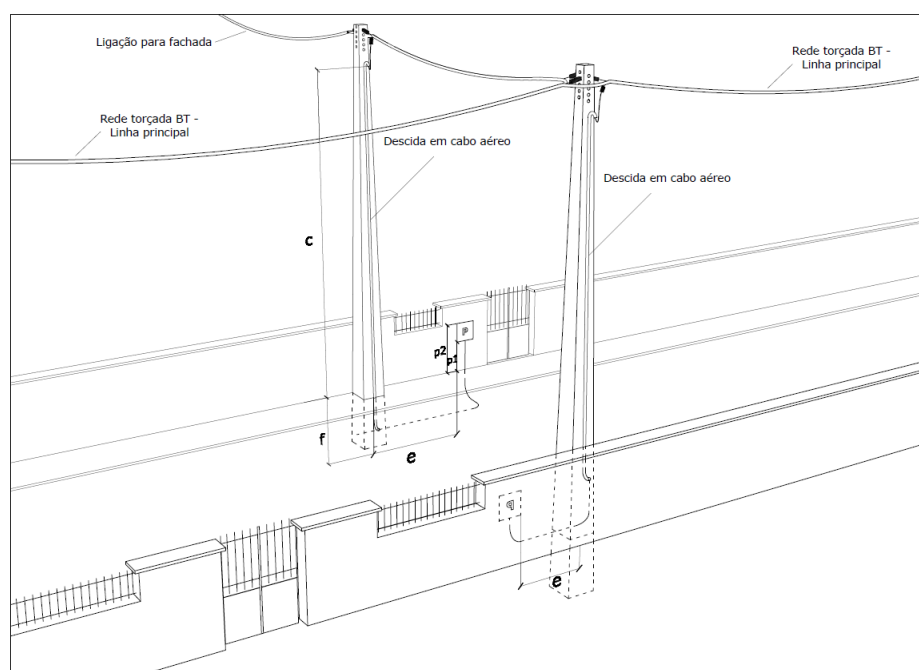 Ligação para fachada
Rede torçada BT -
Linha principal
Rede torçada BT -
Linha principal
Descida em cabo aéreo
Descida em cabo aéreo
c
P
p2
p1
f
e
P
e